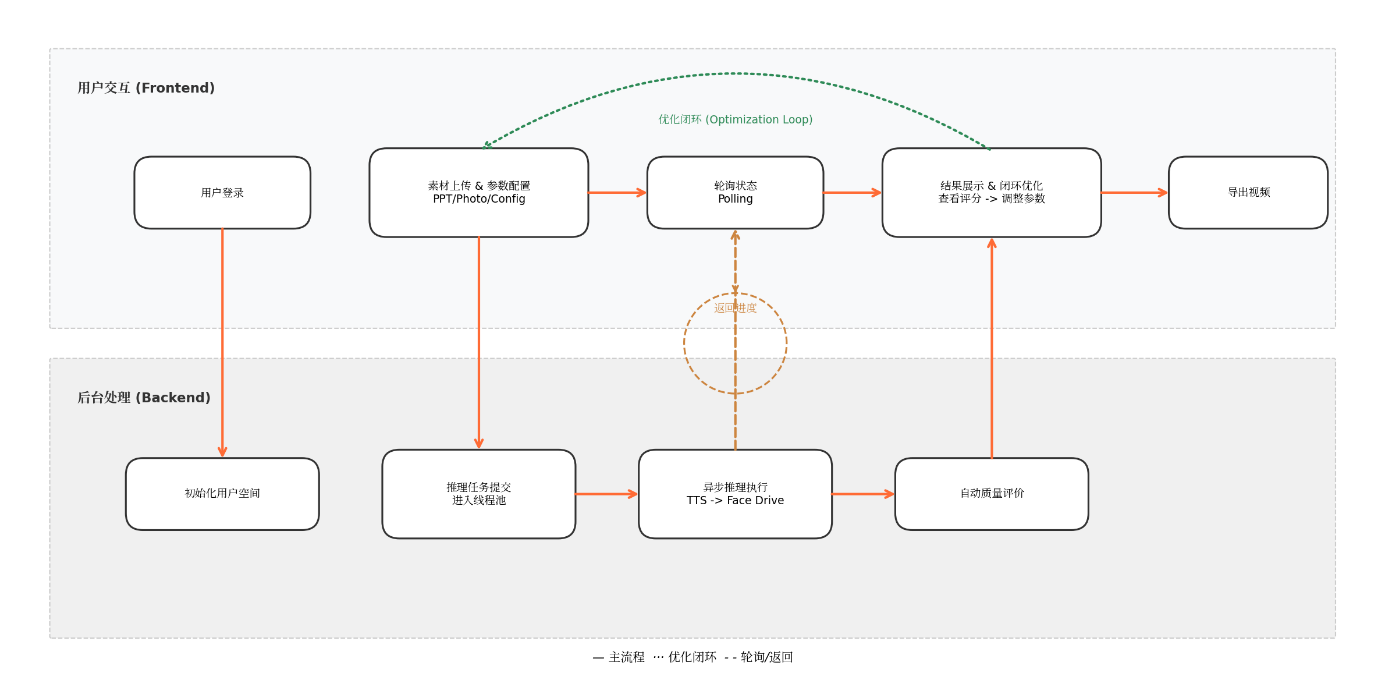 用户交互 (Frontend)
优化闭环 (Optimization Loop)
用户登录
素材上传 & 参数配置
PPT/Photo/Config
轮询状态
Polling
结果展示 & 闭环优化
查看评分 -> 调整参数
导出视频
返回进度
后台处理 (Backend)
初始化用户空间
推理任务提交
进入线程池
异步推理执行
TTS -> Face Drive
自动质量评价
— 主流程 ··· 优化闭环 - - 轮询/返回